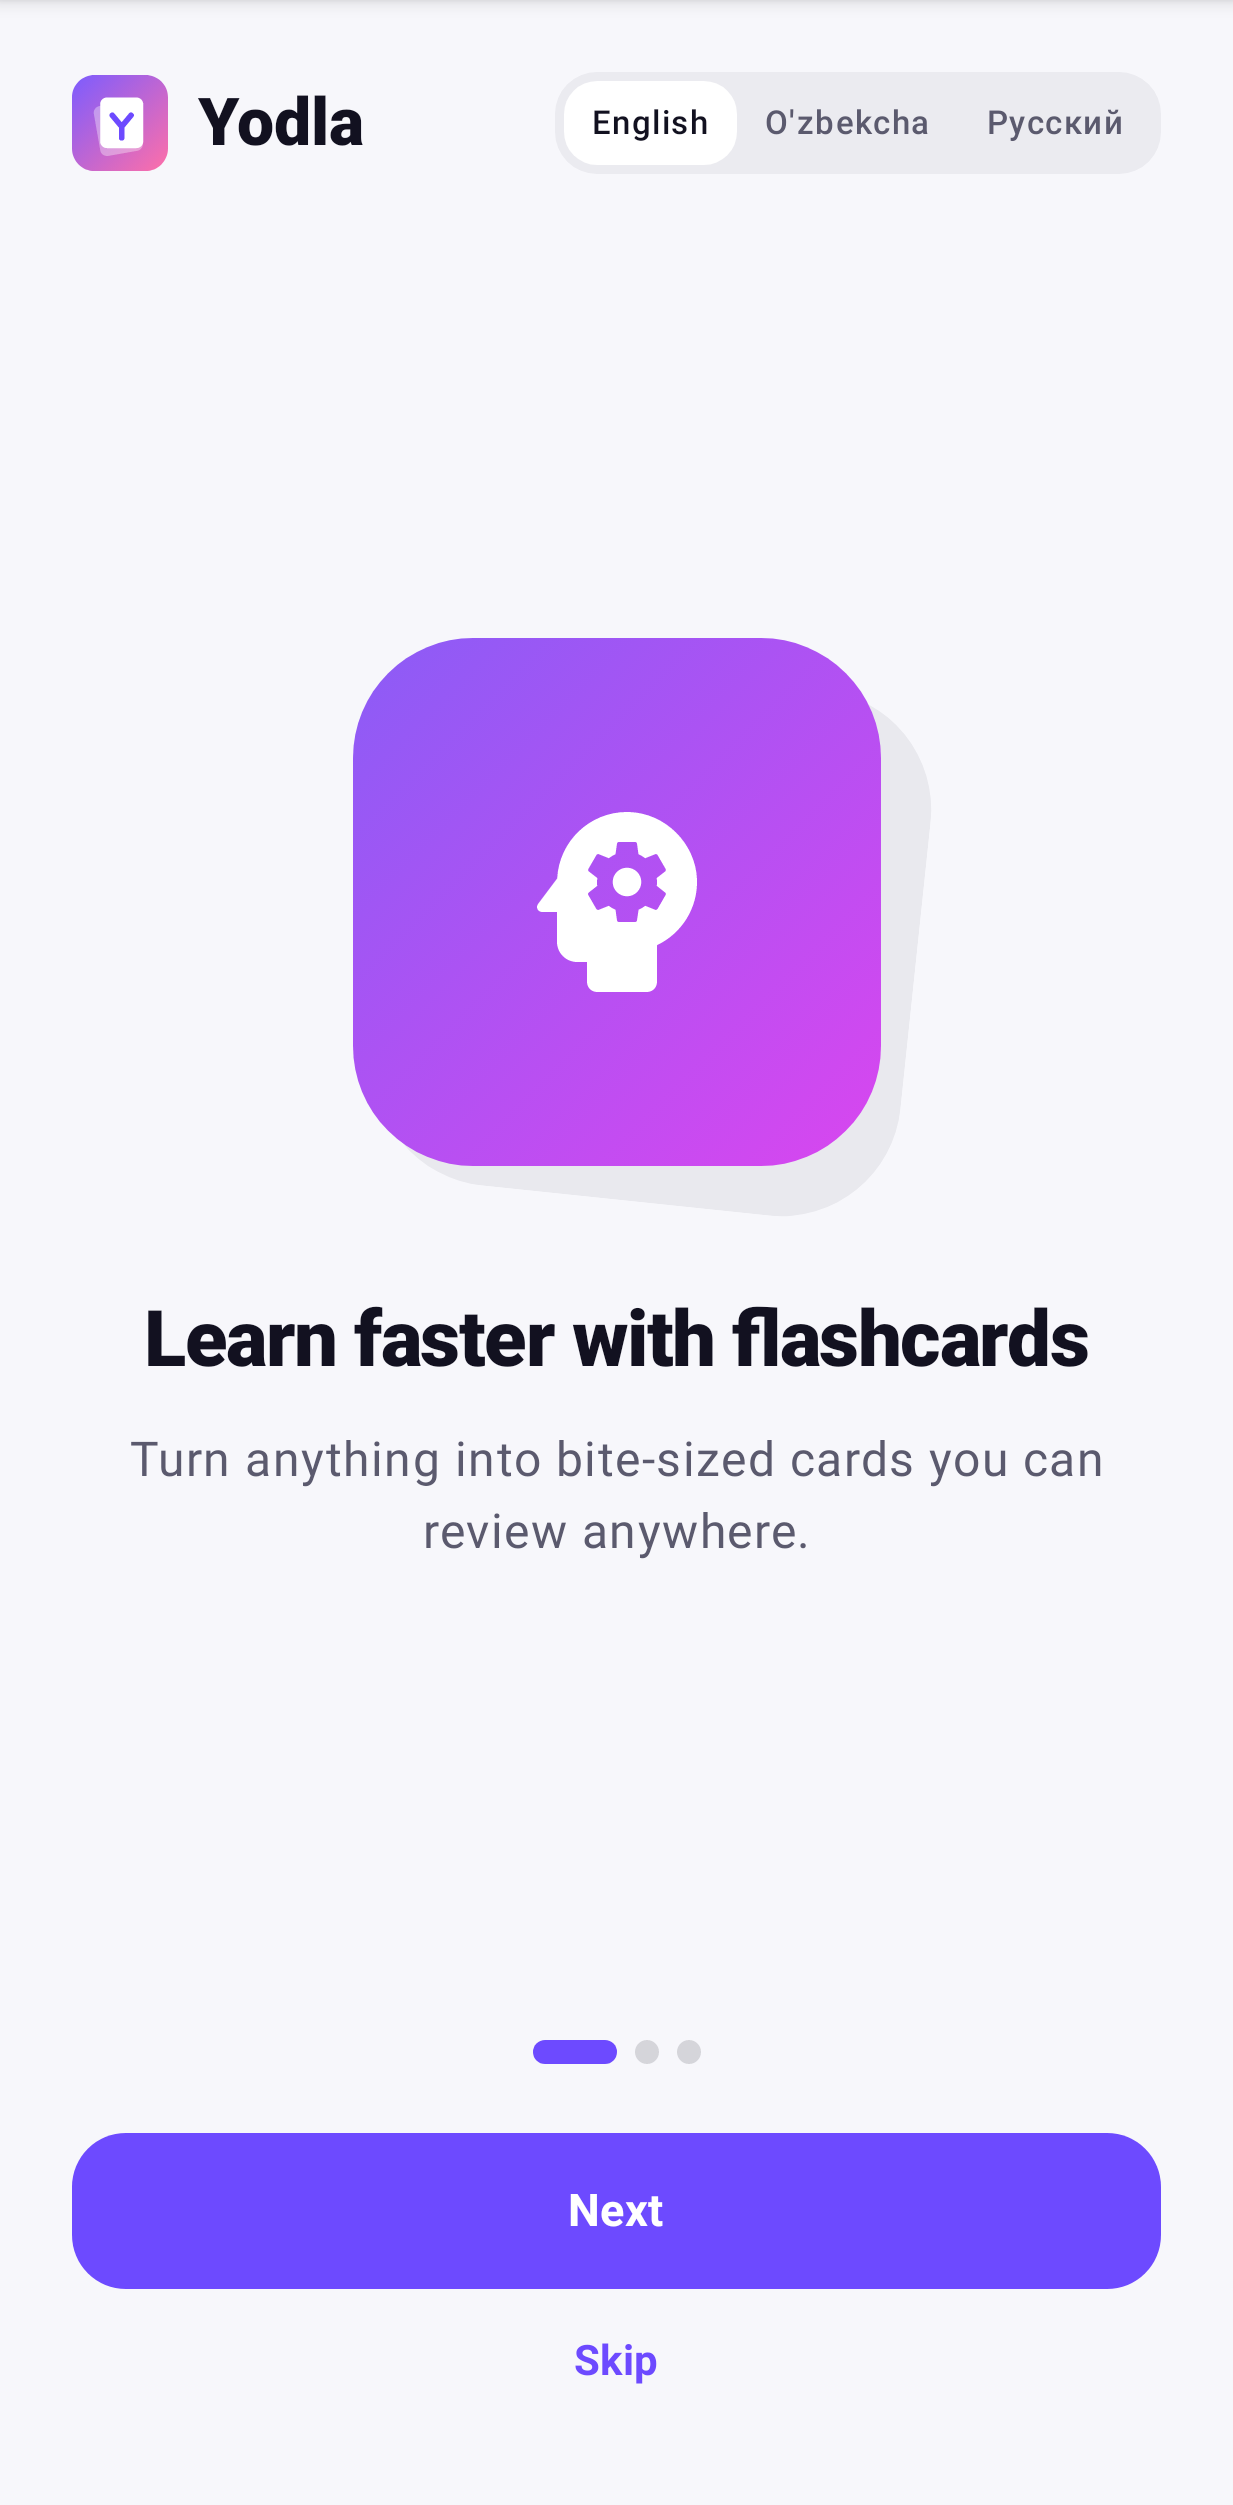 Y
Yodla
English
O'zbekcha
Русский
Learn faster with flashcards
Turn anything into bite-sized cards you can
review anywhere.
Next
Skip